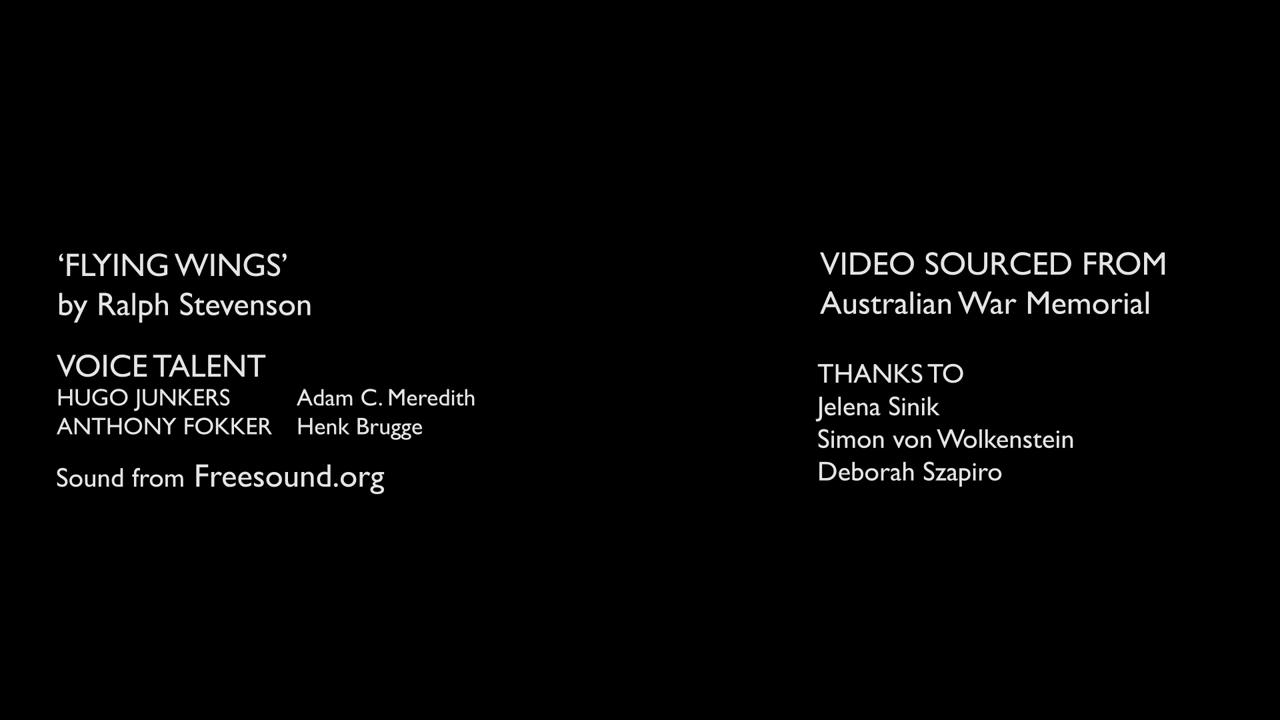 ‘FLYING WINGS’
by Ralph Stevenson
VOICE TALENT
HUGO JUNKERS Adam C. Meredith
ANTHONY FOKKER Henk Brugge
Sound from Freesound.org
VIDEO SOURCED FROM
Australian War Memorial
THANKS TO
Jelena Sinik
Simon von Wolkenstein
Deborah Szapiro